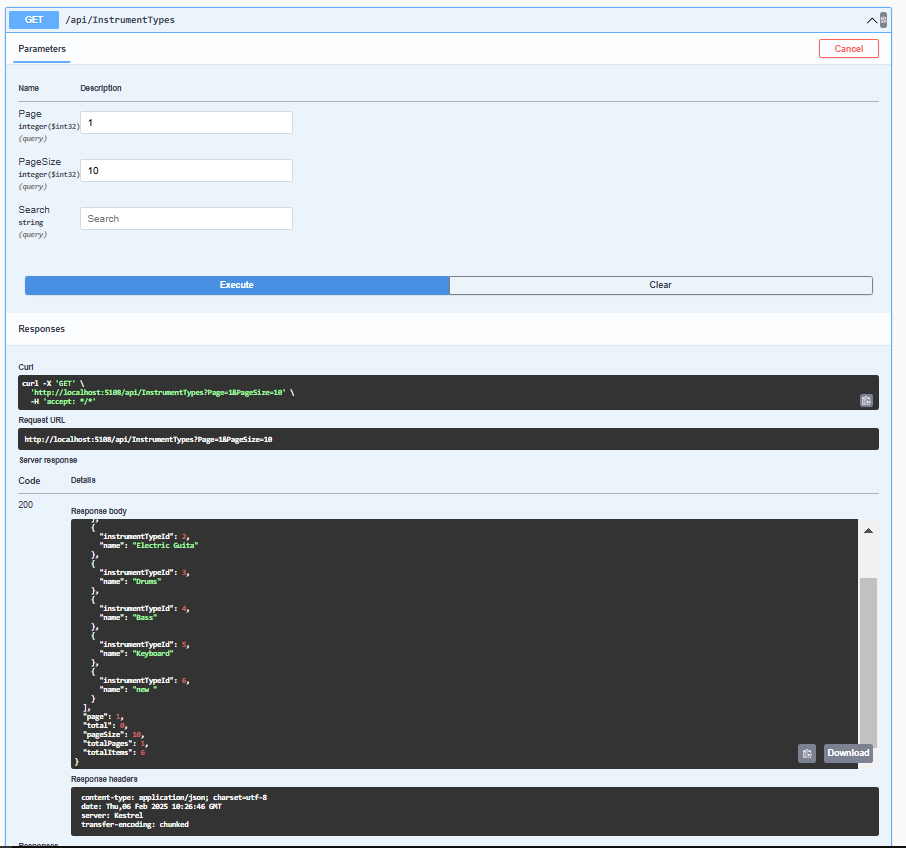 GET /api/InstrumentTypes
Parameters
Cancel
Name Description
Page
integer($int32)
(query)
1
PageSize
integer($int32)
(query)
10
Search
string
(query)
Search
Execute Clear
Responses
Curl
curl -X 'GET' \
'http://localhost:5108/api/InstrumentTypes?Page=1&PageSize=10' \
-H 'accept: */*'
Request URL
http://localhost:5108/api/InstrumentTypes?Page=1&PageSize=10
Server response
Code Details
200
Response body
},
{
"instrumentTypeId": 2,
"name": "Electric Guita"
},
{
"instrumentTypeId": 3,
"name": "Drums"
},
{
"instrumentTypeId": 4,
"name": "Bass"
},
{
"instrumentTypeId": 5,
"name": "Keyboard"
},
{
"instrumentTypeId": 6,
"name": "new "
}
],
"page": 1,
"total": 0,
"pageSize": 10,
"totalPages": 1,
"totalItems": 6
}
Download
Response headers
content-type: application/json; charset=utf-8
date: Thu,06 Feb 2025 10:26:46 GMT
server: Kestrel
transfer-encoding: chunked
Responses